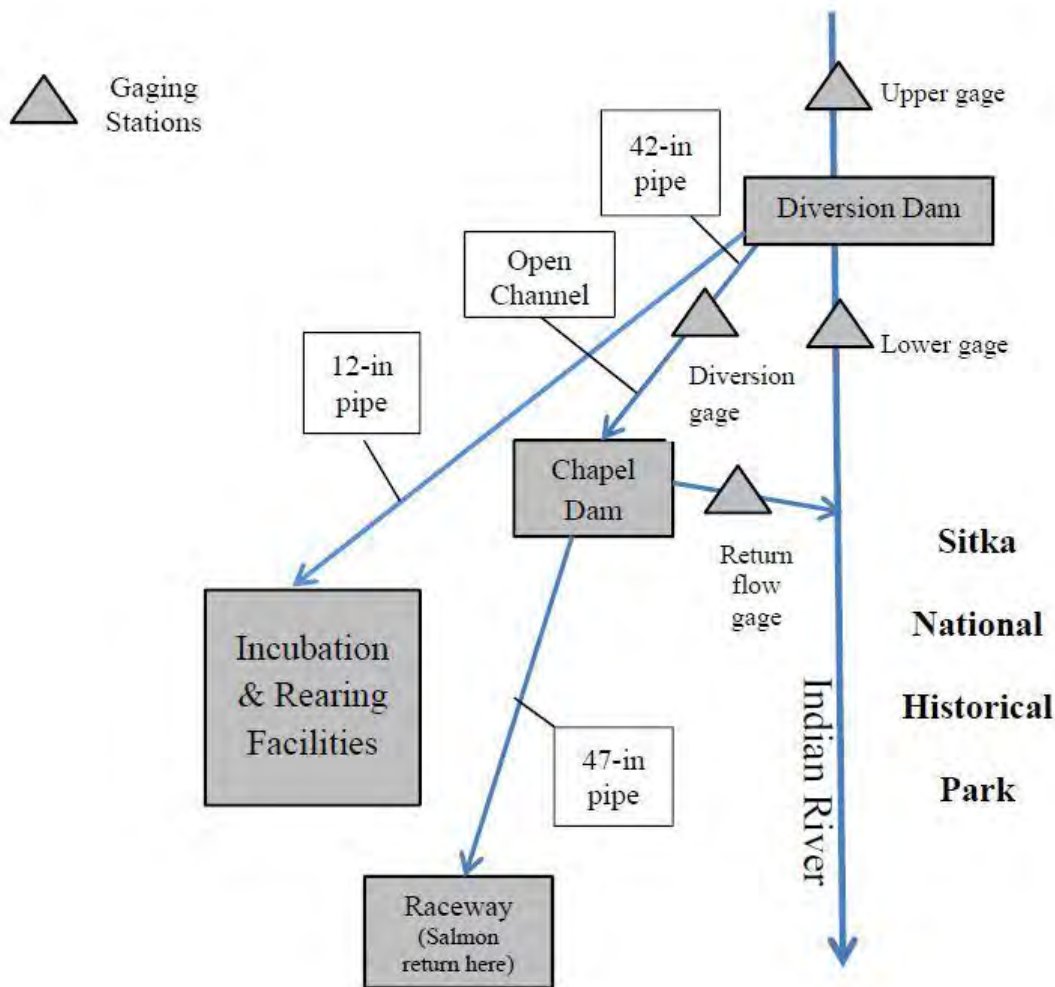 Gaging
Stations
Upper gage
42-in
pipe
Diversion Dam
Open
Channel
12-in
pipe
Lower gage
Diversion
gage
Chapel
Dam
Return
flow
gage
Sitka
National
Historical
Park
Incubation
& Rearing
Facilities
Indian River
47-in
pipe
Raceway
(Salmon
return here)